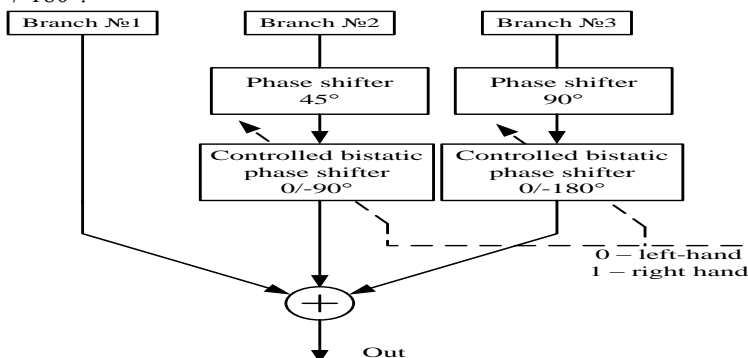 /-180°.
Branch №1
Branch №2
Branch №3
Phase shifter
45°
Phase shifter
90°
Controlled bistatic
phase shifter
0/-90°
Controlled bistatic
phase shifter
0/-180°
0 – left-hand
1 – right hand
Out